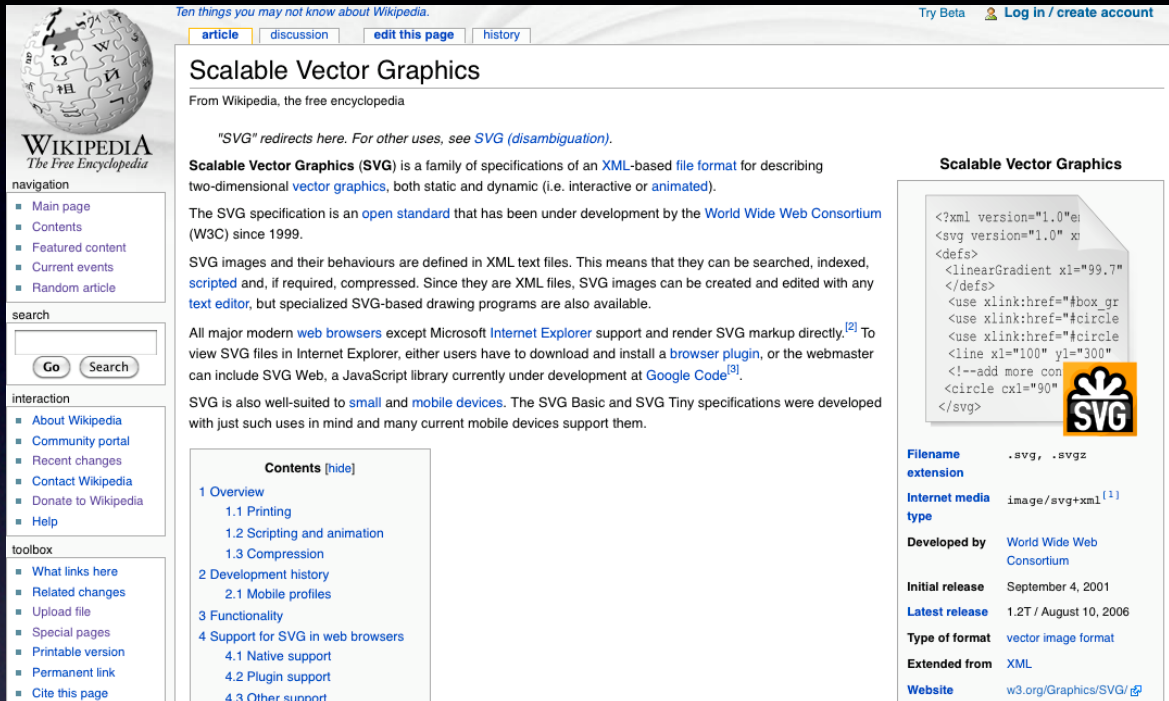 Ten things you may not know about Wikipedia.
Try Beta
Log in / create account
article
discussion
edit this page
history
Ω
W
И
WIKIPEDIA
The Free Encyclopedia
navigation
Main page
Contents
Featured content
Current events
Random article
search
Go
Search
interaction
About Wikipedia
Community portal
Recent changes
Contact Wikipedia
Donate to Wikipedia
Help
toolbox
What links here
Related changes
Upload file
Special pages
Printable version
Permanent link
Cite this page
Scalable Vector Graphics
From Wikipedia, the free encyclopedia
"SVG" redirects here. For other uses, see SVG (disambiguation).
Scalable Vector Graphics (SVG) is a family of specifications of an XML-based file format for describing
two-dimensional vector graphics, both static and dynamic (i.e. interactive or animated).
The SVG specification is an open standard that has been under development by the World Wide Web Consortium
(W3C) since 1999.
SVG images and their behaviours are defined in XML text files. This means that they can be searched, indexed,
scripted and, if required, compressed. Since they are XML files, SVG images can be created and edited with any
text editor, but specialized SVG-based drawing programs are also available.
All major modern web browsers except Microsoft Internet Explorer support and render SVG markup directly.[2] To
view SVG files in Internet Explorer, either users have to download and install a browser plugin, or the webmaster
can include SVG Web, a JavaScript library currently under development at Google Code[3].
SVG is also well-suited to small and mobile devices. The SVG Basic and SVG Tiny specifications were developed
with just such uses in mind and many current mobile devices support them.
Contents [hide]
1 Overview
1.1 Printing
1.2 Scripting and animation
1.3 Compression
2 Development history
2.1 Mobile profiles
3 Functionality
4 Support for SVG in web browsers
4.1 Native support
4.2 Plugin support
4.3 Other support
Scalable Vector Graphics
<?xml version="1.0"en
<svg version="1.0" xm
<defs>
<linearGradient x1="99.7"
</defs>
<use xlink:href="#box_gr
<use xlink:href="#circle
<use xlink:href="#circle
<line x1="100" y1="300"
<!--add more con
<circle cx1="90"
</svg>
SVG
Filename extension .svg, .svgz
Internet media type image/svg+xml[1]
Developed by World Wide Web Consortium
Initial release September 4, 2001
Latest release 1.2T / August 10, 2006
Type of format vector image format
Extended from XML
Website w3.org/Graphics/SVG/